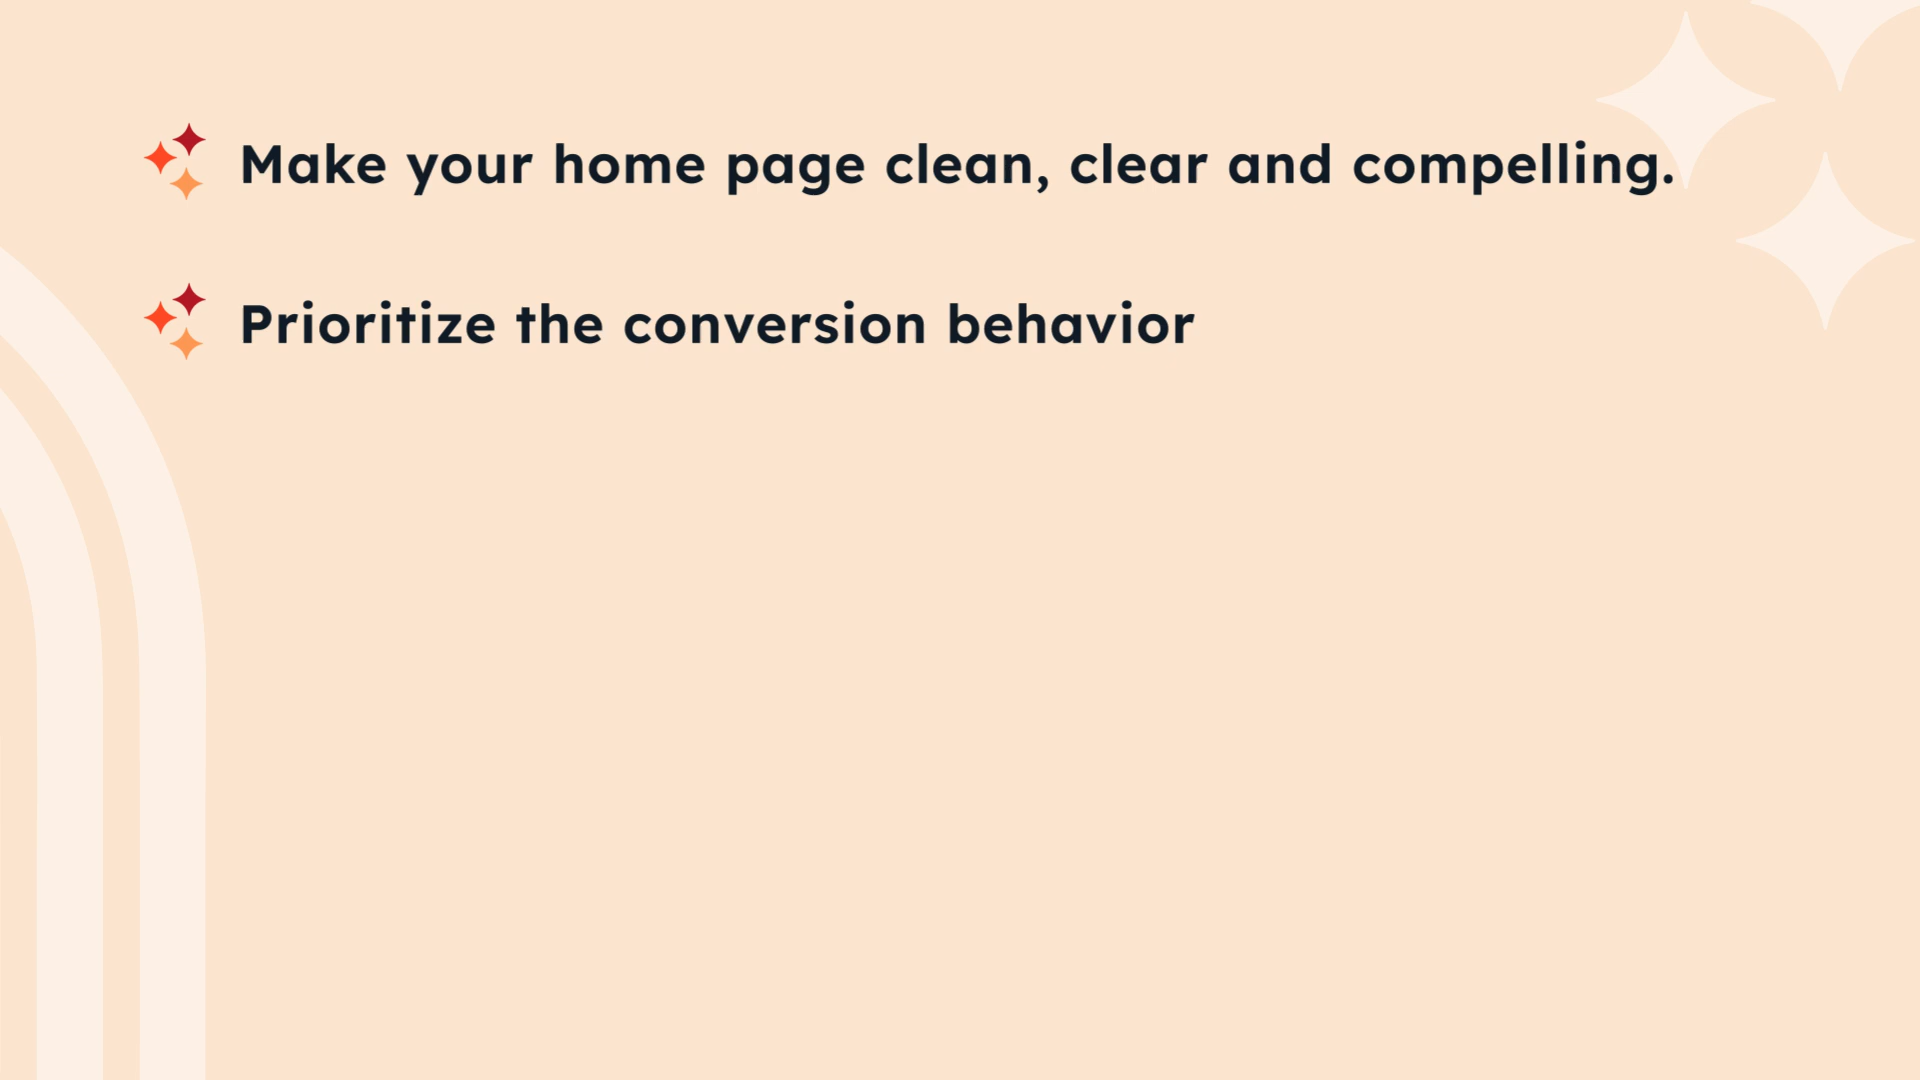 Make your home page clean, clear and compelling.
Prioritize the conversion behavior